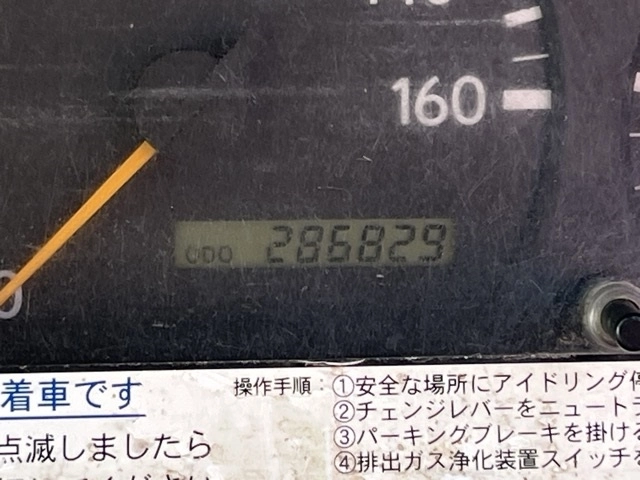 160
ODO 286829
0
操作手順：①安全な場所にアイドリング
着車です
②チェンジレバーをニュート
点滅しましたら
③パーキングブレーキを掛ける
④排出ガス浄化装置スイッチを